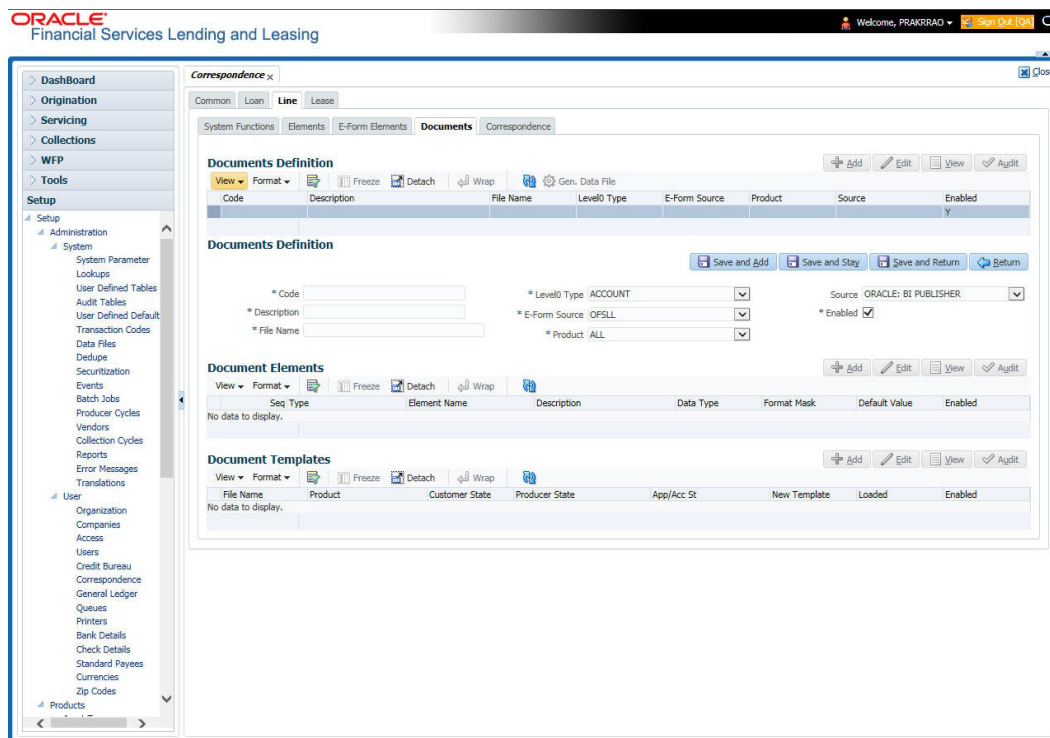 ORACLE
Financial Services Lending and Leasing
Welcome, PRAKRRAO
Sign Out [QA]
Close
DashBoard
Origination
Servicing
Collections
WFP
Tools
Setup
Setup
Administration
System
System Parameter
Lookups
User Defined Tables
Audit Tables
User Defined Default
Transaction Codes
Data Files
Dedupe
Securitization
Events
Batch Jobs
Producer Cycles
Vendors
Collection Cycles
Reports
Error Messages
Translations
User
Organization
Companies
Access
Users
Credit Bureau
Correspondence
General Ledger
Queues
Printers
Bank Details
Check Details
Standard Payees
Currencies
Zip Codes
Products
Correspondence x
Common Loan Line Lease
System Functions Elements E-Form Elements Documents Correspondence
Documents Definition
Add Edit View Audit
View Format Freeze Detach Wrap Gen. Data File
Code Description File Name Level0 Type E-Form Source Product Source Enabled
Y
Documents Definition
Save and Add Save and Stay Save and Return Return
* Code * Level0 Type ACCOUNT Source ORACLE: BI PUBLISHER
* Description * E-Form Source OFSLL * Enabled
* File Name * Product ALL
Document Elements
Add Edit View Audit
View Format Freeze Detach Wrap
Seq Type Element Name Description Data Type Format Mask Default Value Enabled
No data to display.
Document Templates
Add Edit View Audit
View Format Freeze Detach Wrap
File Name Product Customer State Producer State App/Acc St New Template Loaded Enabled
No data to display.